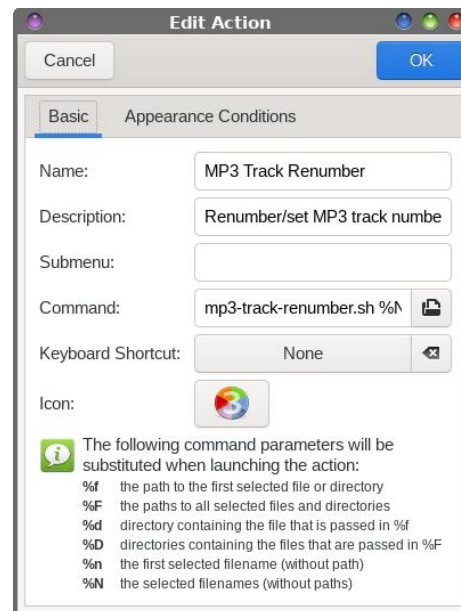 Edit Action
Cancel
OK
Basic
Appearance Conditions
Name:
MP3 Track Renumber
Description:
Renumber/set MP3 track numbe
Submenu:
Command:
mp3-track-renumber.sh %N
Keyboard Shortcut:
None
Icon:
The following command parameters will be
substituted when launching the action:
%f the path to the first selected file or directory
%F the paths to all selected files and directories
%d directory containing the file that is passed in %f
%D directories containing the files that are passed in %F
%n the first selected filename (without path)
%N the selected filenames (without paths)